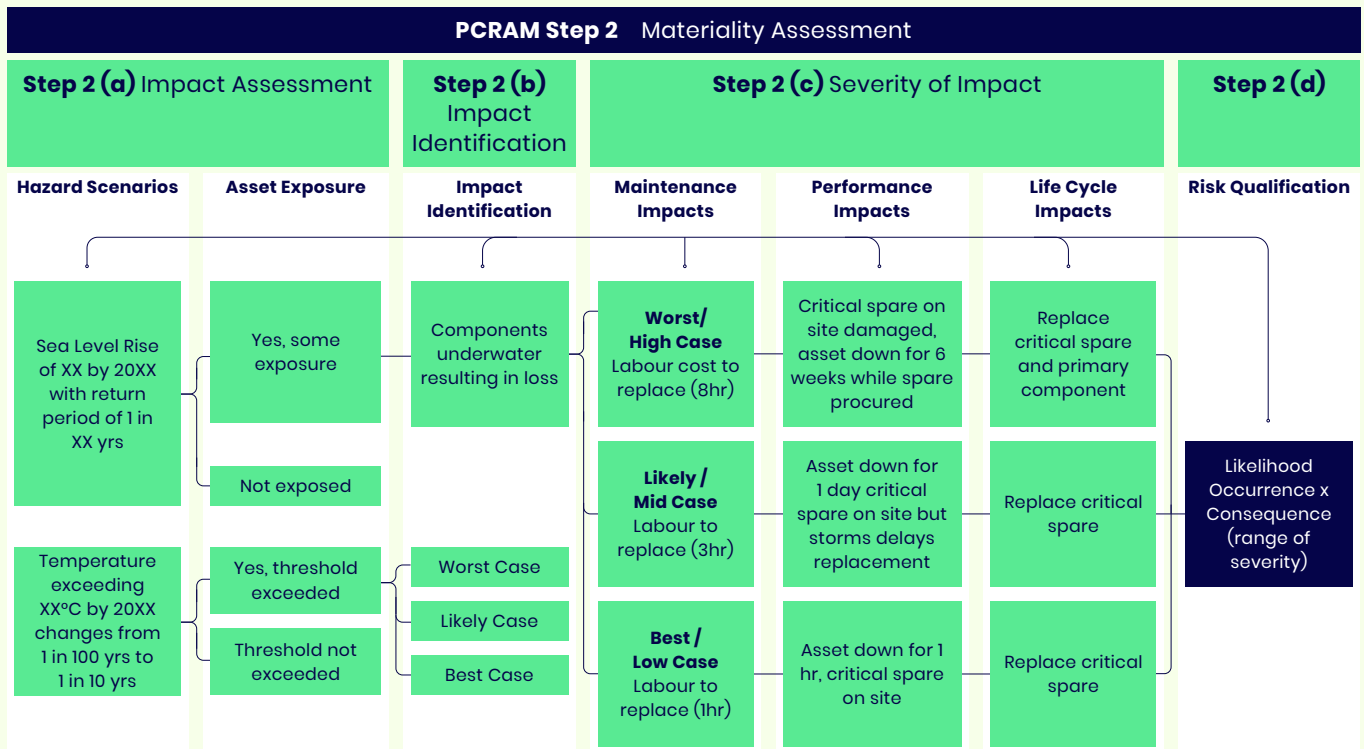 PCRAM Step 2 Materiality Assessment
Step 2 (a) Impact Assessment
Step 2 (b)
Impact
Identification
Step 2 (c) Severity of Impact
Step 2 (d)
Hazard Scenarios
Asset Exposure
Impact
Identification
Maintenance
Impacts
Performance
Impacts
Life Cycle
Impacts
Risk Qualification
Sea Level Rise
of XX by 20XX
with return
period of 1 in
XX yrs
Yes, some
exposure
Not exposed
Components
underwater
resulting in loss
Worst/
High Case
Labour cost to
replace (8hr)
Critical spare on
site damaged,
asset down for 6
weeks while spare
procured
Replace
critical spare
and primary
component
Likely /
Mid Case
Labour to
replace (3hr)
Asset down for
1 day critical
spare on site but
storms delays
replacement
Replace critical
spare
Likelihood
Occurrence x
Consequence
(range of
severity)
Temperature
exceeding
XX°C by 20XX
changes from
1 in 100 yrs to
1 in 10 yrs
Yes, threshold
exceeded
Threshold not
exceeded
Worst Case
Likely Case
Best Case
Best /
Low Case
Labour to
replace (1hr)
Asset down for 1
hr, critical spare
on site
Replace critical
spare